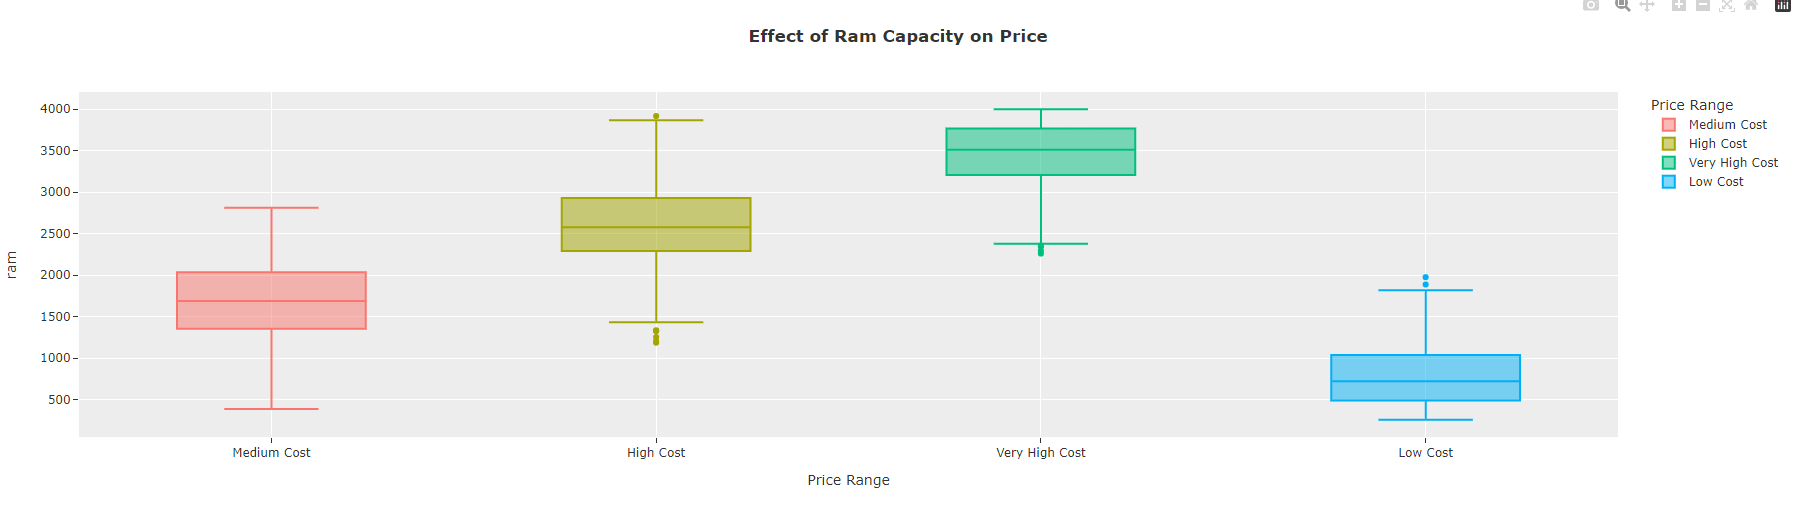 Effect of Ram Capacity on Price
4000
3500
3000
2500
2000
1500
1000
500
ram
Medium Cost
High Cost
Very High Cost
Low Cost
Price Range
Price Range
Medium Cost
High Cost
Very High Cost
Low Cost